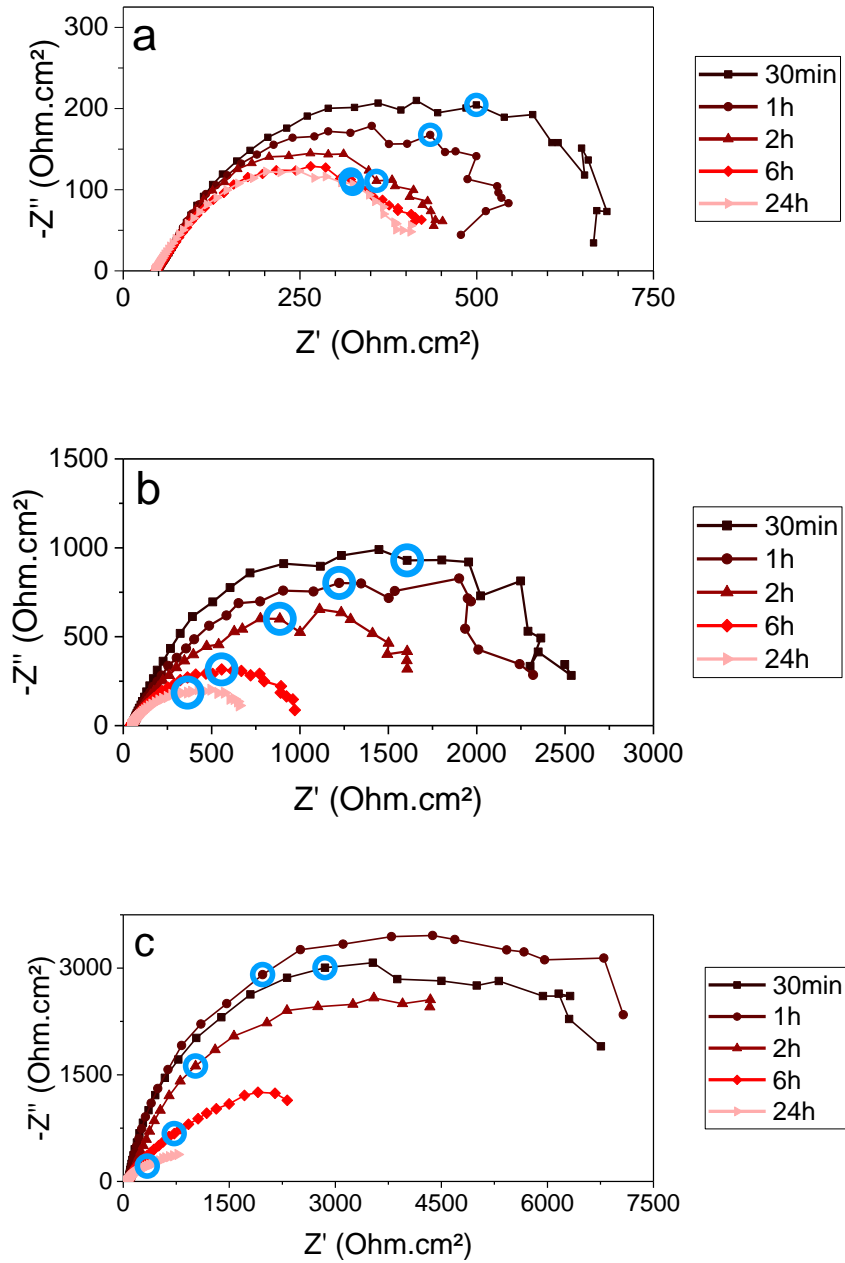 a
300
200
100
0
-Z'' (Ohm.cm²)
0 250 500 750
Z' (Ohm.cm²)
30min
1h
2h
6h
24h
b
1500
1000
500
0
-Z'' (Ohm.cm²)
0 500 1000 1500 2000 2500 3000
Z' (Ohm.cm²)
30min
1h
2h
6h
24h
c
3000
1500
0
-Z'' (Ohm.cm²)
0 1500 3000 4500 6000 7500
Z' (Ohm.cm²)
30min
1h
2h
6h
24h